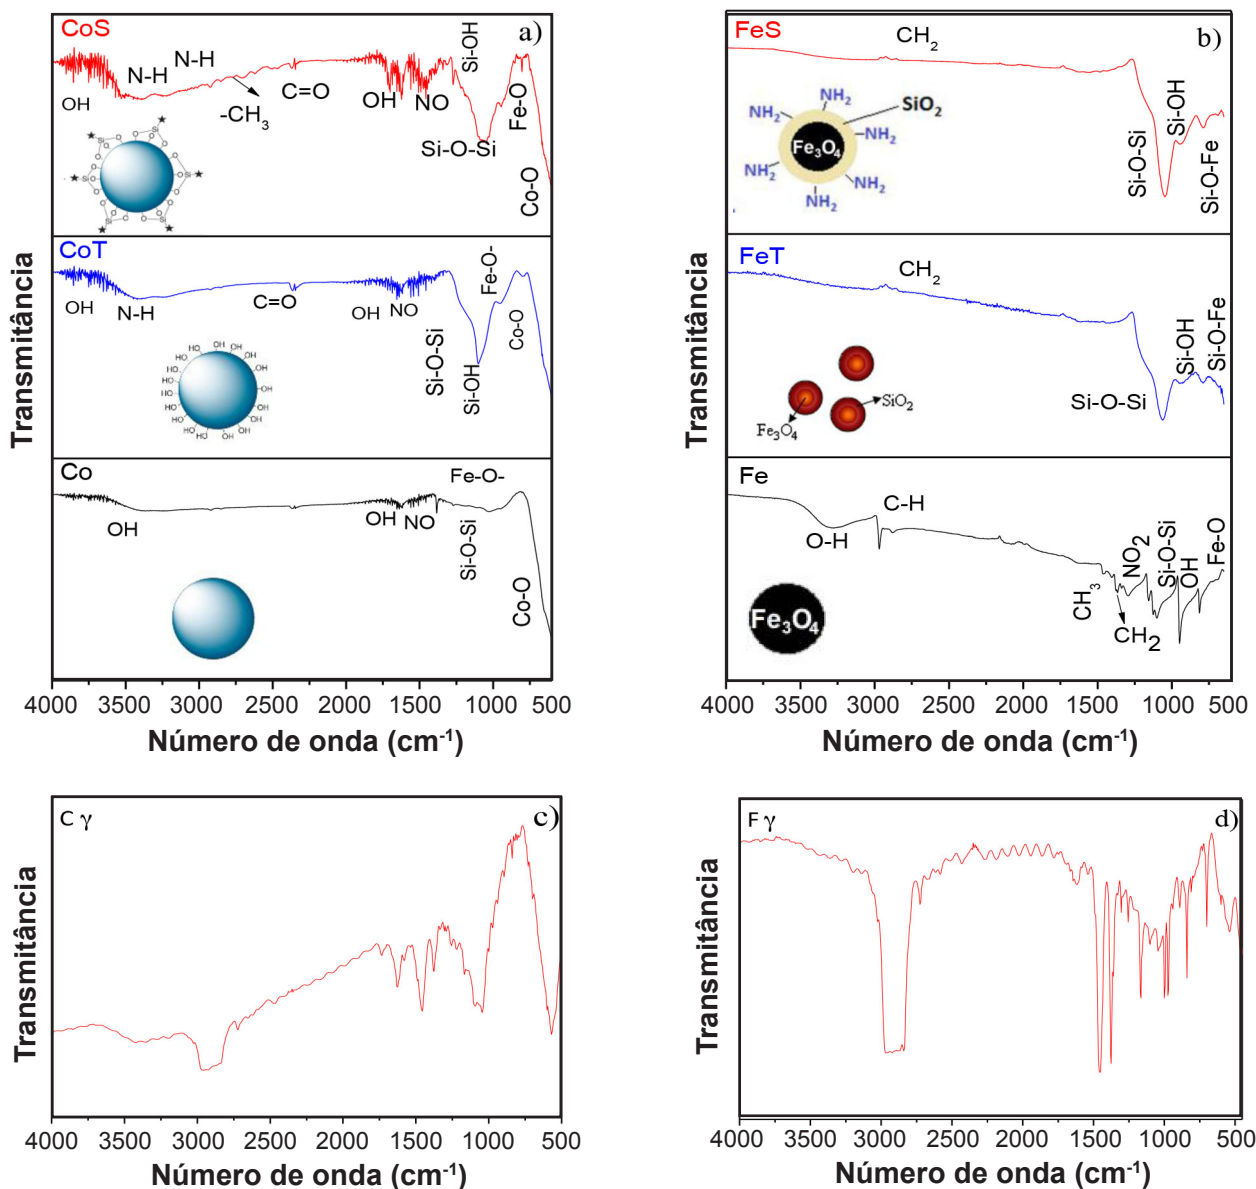 CoS
a)
N-H
N-H
OH
-CH3
C=O
OH
NO
Si-OH
Si-O-Si
Fe-O
Co-O
Si
O
CoT
OH
N-H
C=O
OH
NO
Si-O-Si
Si-OH
Fe-O-
Co-O
HO
OH
Co
OH
OH
NO
Si-O-Si
Fe-O-
Co-O
Transmitância
4000 3500 3000 2500 2000 1500 1000 500
Número de onda (cm-1)
FeS
b)
CH2
NH2
NH2
NH2
NH2
NH2
NH2
SiO2
Fe3O4
Si-O-Si
Si-OH
Si-O-Fe
FeT
CH2
Fe3O4
SiO2
Si-O-Si
Si-OH
Si-O-Fe
Fe
O-H
C-H
CH3
CH2
NO2
Si-O-Si
OH
Fe-O
Fe3O4
Transmitância
4000 3500 3000 2500 2000 1500 1000 500
Número de onda (cm-1)
C γ
c)
Transmitância
4000 3500 3000 2500 2000 1500 1000 500
Número de onda (cm-1)
F γ
d)
Transmitância
4000 3500 3000 2500 2000 1500 1000 500
Número de onda (cm-1)